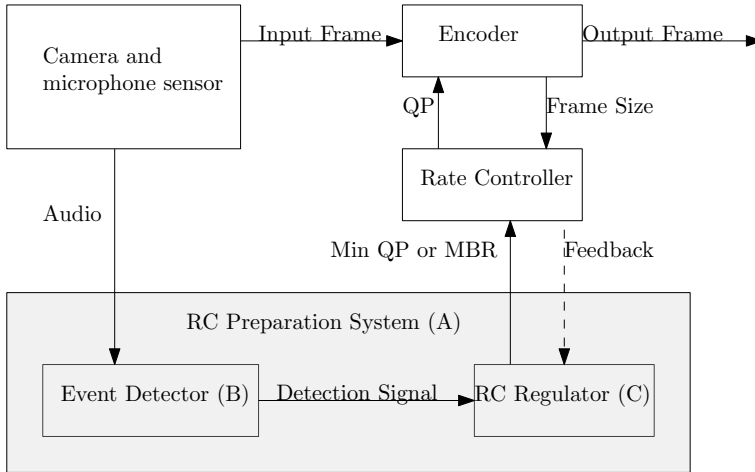 Camera and
microphone sensor
Input Frame
Encoder
Output Frame
QP
Frame Size
Rate Controller
Audio
Min QP or MBR
Feedback
RC Preparation System (A)
Event Detector (B)
Detection Signal
RC Regulator (C)